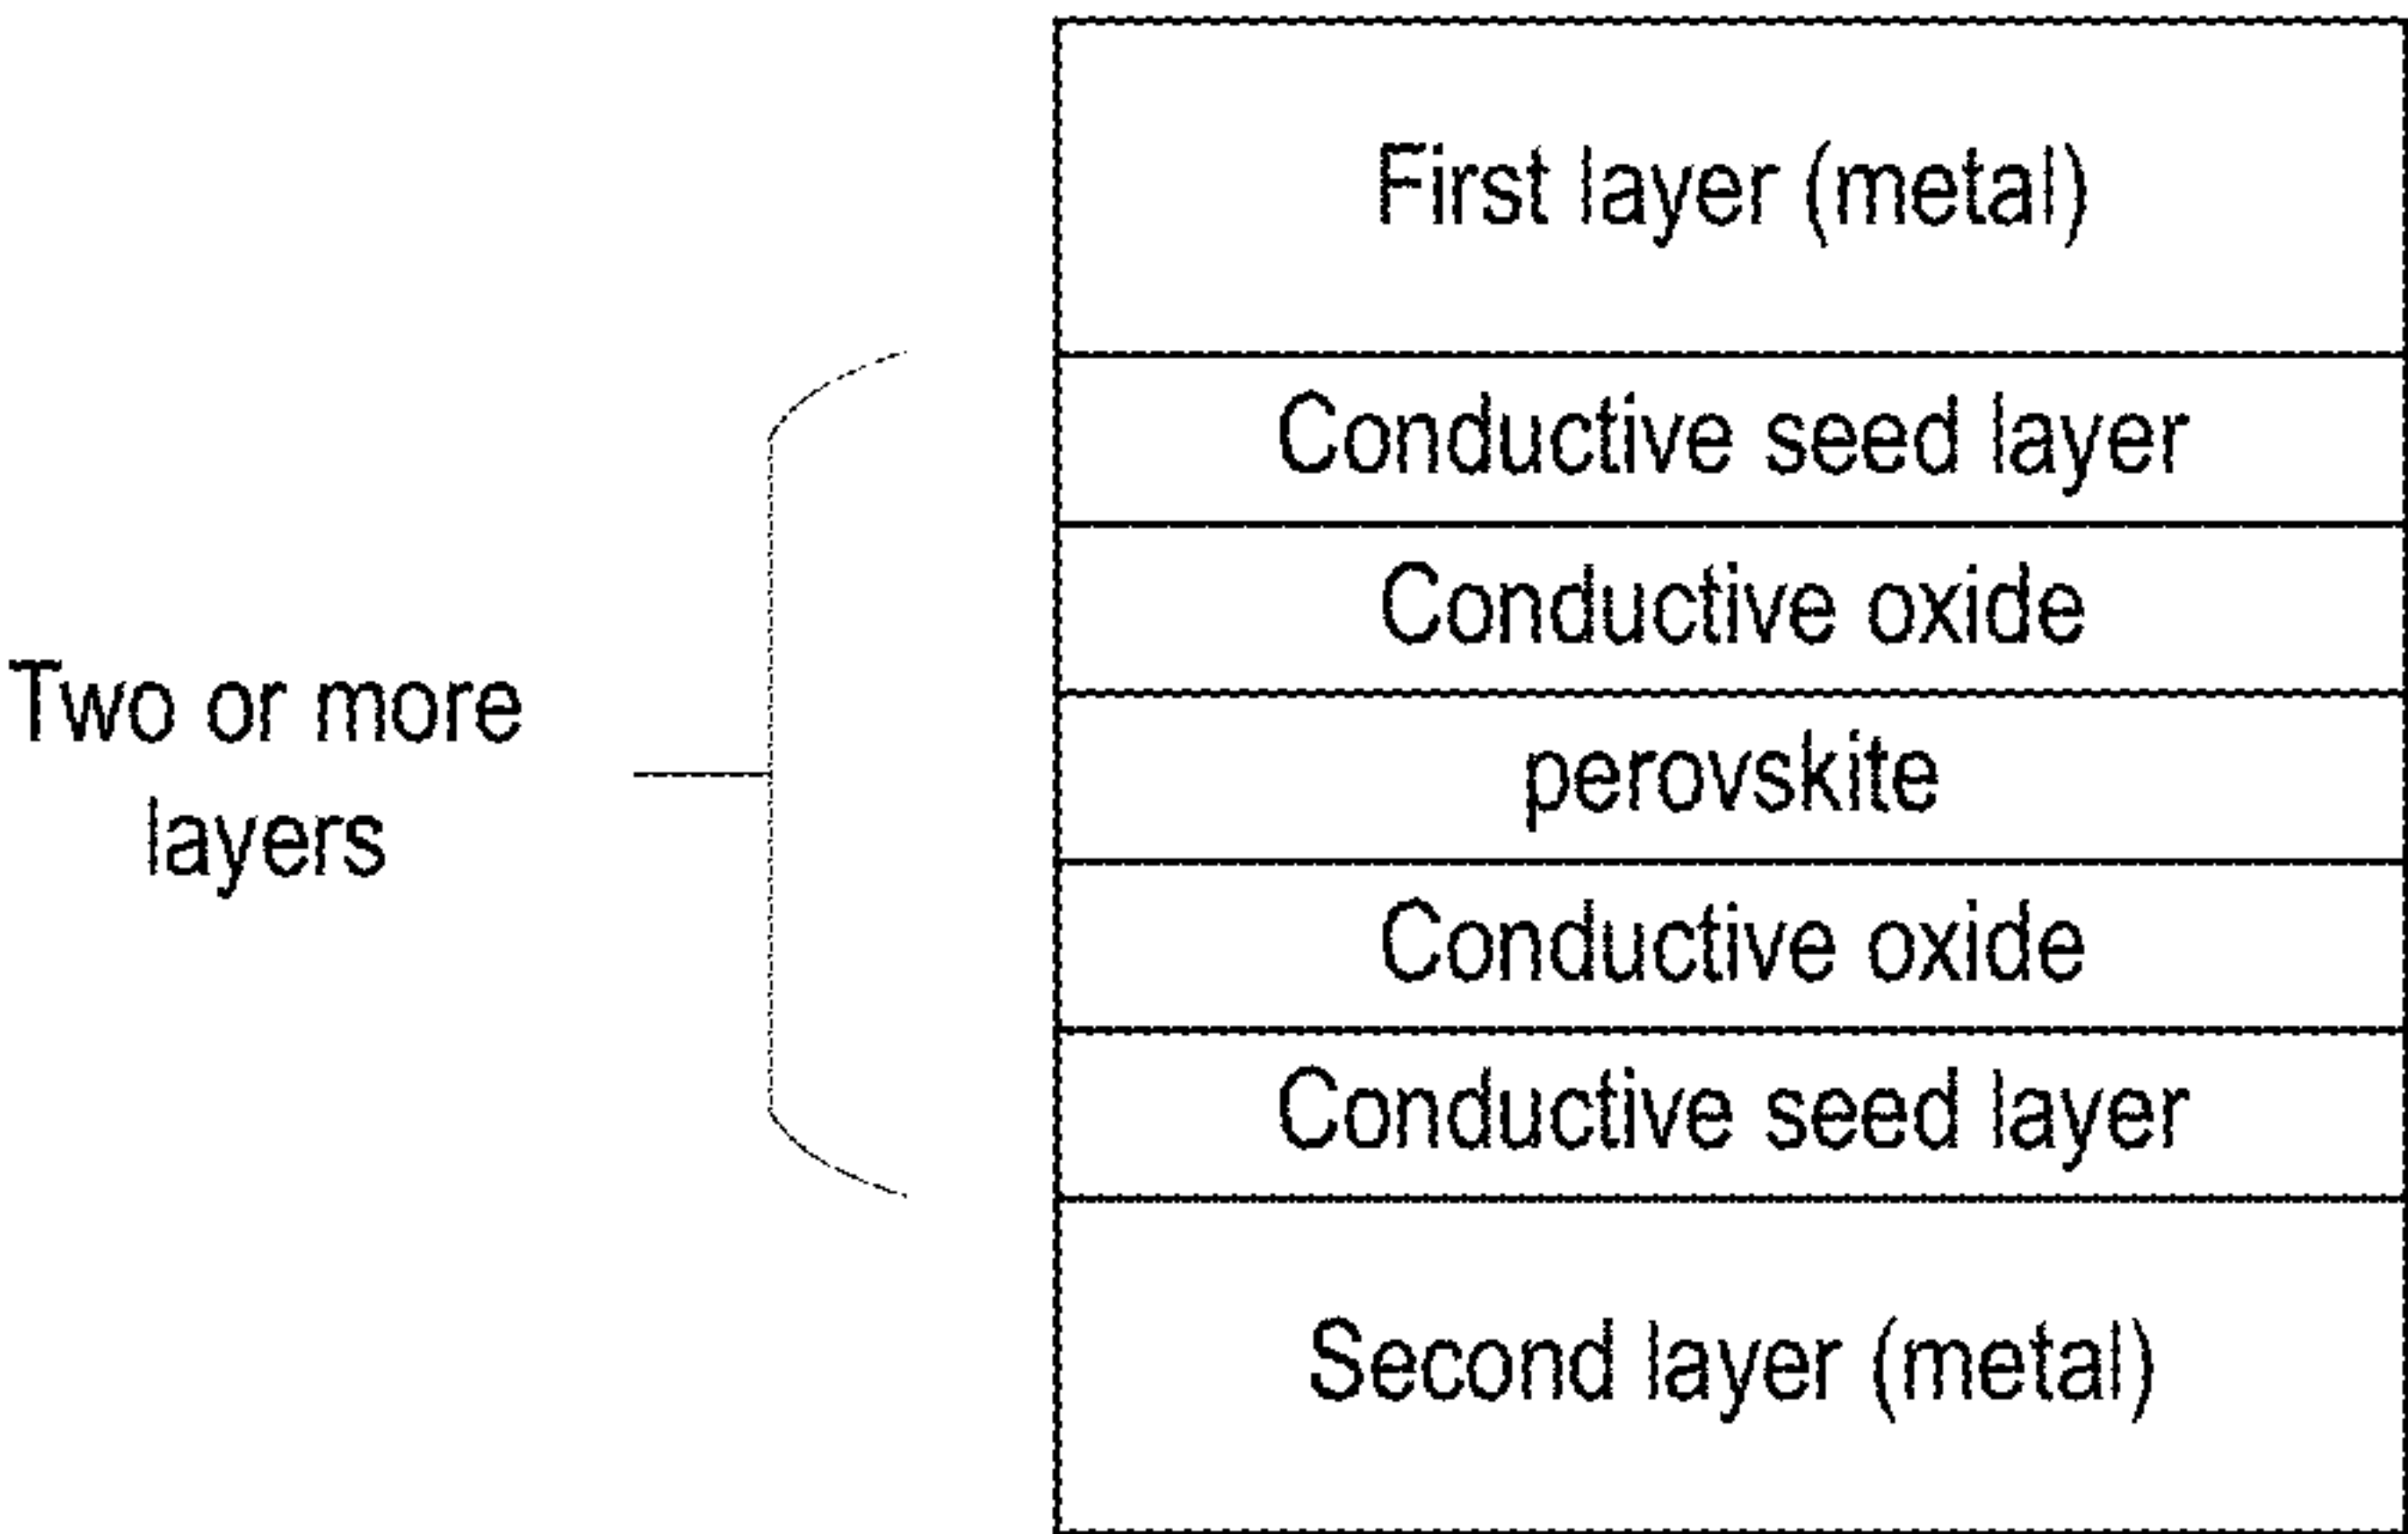 First layer (metal)
Conductive seed layer
Conductive oxide
Two or more
layers
perovskite
Conductive oxide
Conductive seed layer
Second layer (metal)